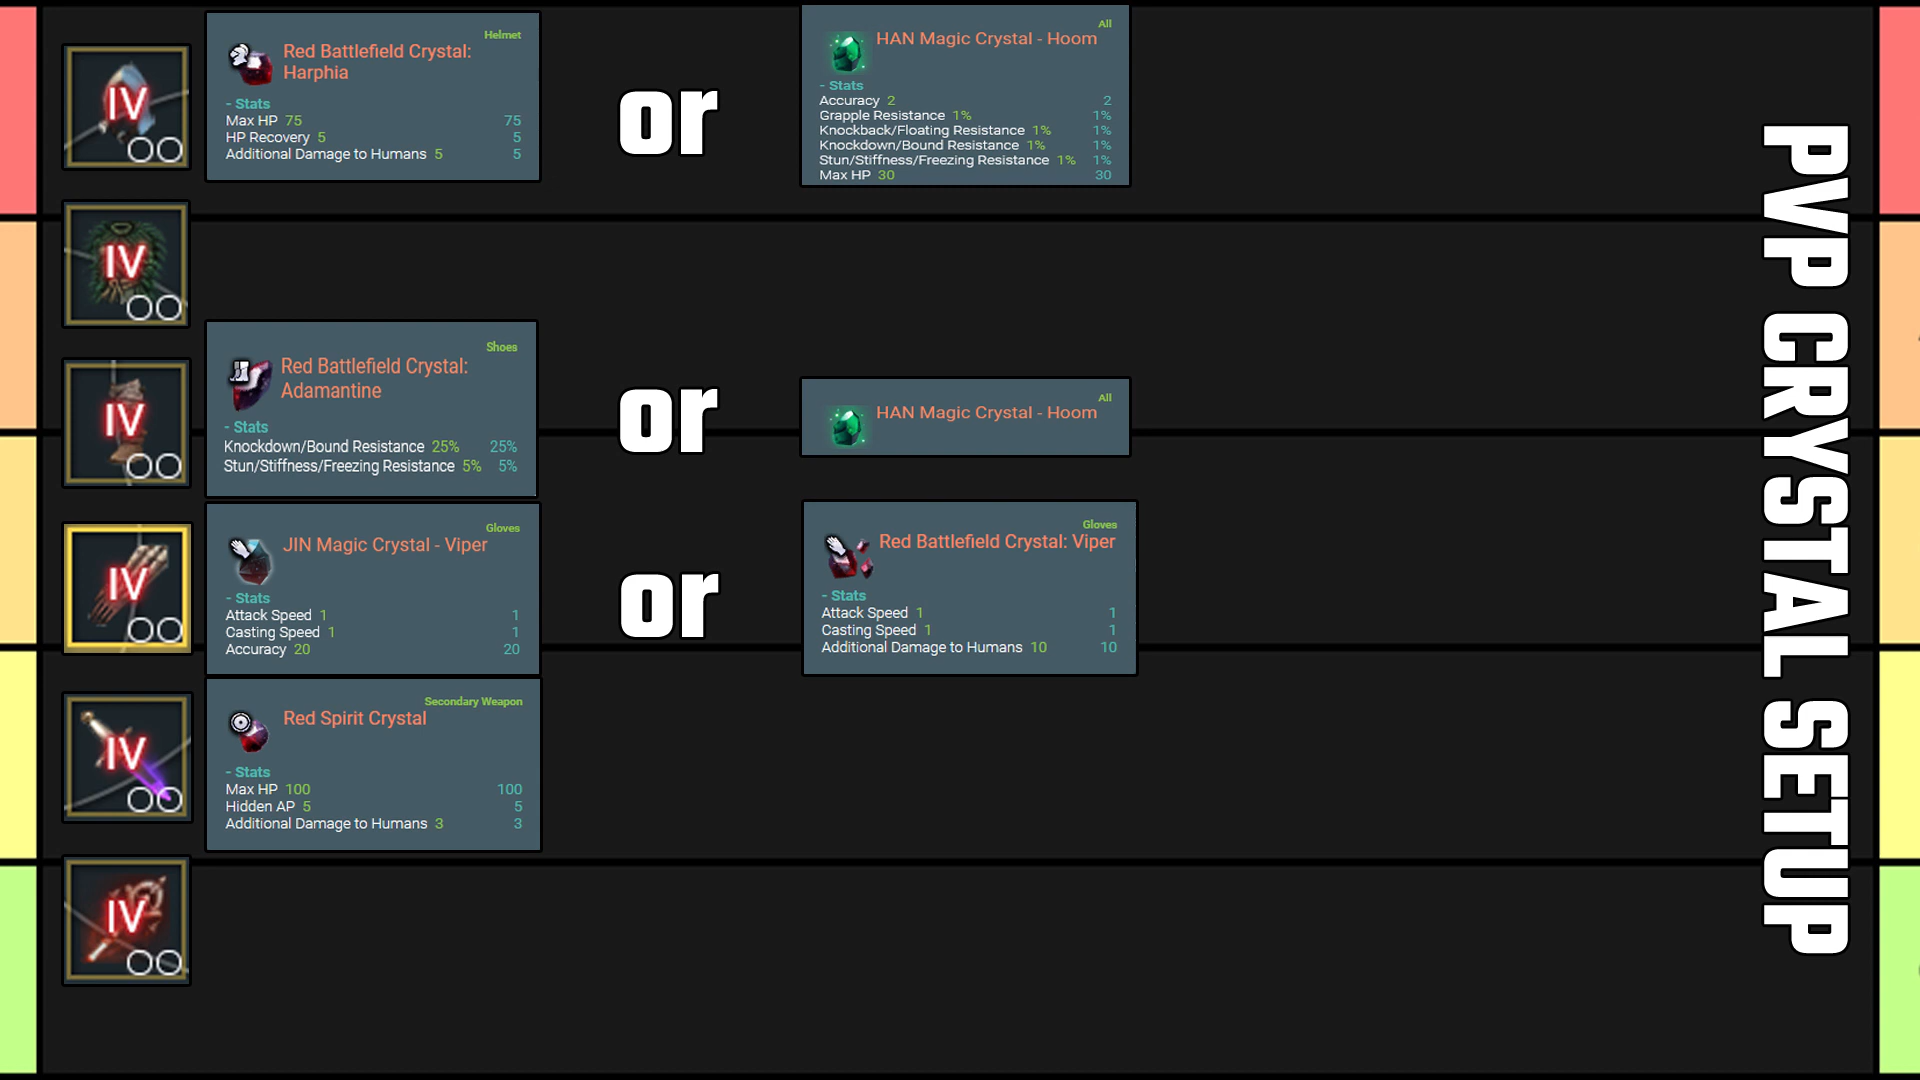 IV
Helmet
Red Battlefield Crystal:
Harphia
- Stats
Max HP 75 75
HP Recovery 5 5
Additional Damage to Humans 5 5
or
All
HAN Magic Crystal - Hoom
- Stats
Accuracy 2 2
Grapple Resistance 1% 1%
Knockback/Floating Resistance 1% 1%
Knockdown/Bound Resistance 1% 1%
Stun/Stiffness/Freezing Resistance 1% 1%
Max HP 30 30
IV
IV
Shoes
Red Battlefield Crystal:
Adamantine
- Stats
Knockdown/Bound Resistance 25% 25%
Stun/Stiffness/Freezing Resistance 5% 5%
or
All
HAN Magic Crystal - Hoom
IV
Gloves
JIN Magic Crystal - Viper
- Stats
Attack Speed 1 1
Casting Speed 1 1
Accuracy 20 20
or
Gloves
Red Battlefield Crystal: Viper
- Stats
Attack Speed 1 1
Casting Speed 1 1
Additional Damage to Humans 10 10
IV
Secondary Weapon
Red Spirit Crystal
- Stats
Max HP 100 100
Hidden AP 5 5
Additional Damage to Humans 3 3
IV
PVP CRYSTAL SETUP